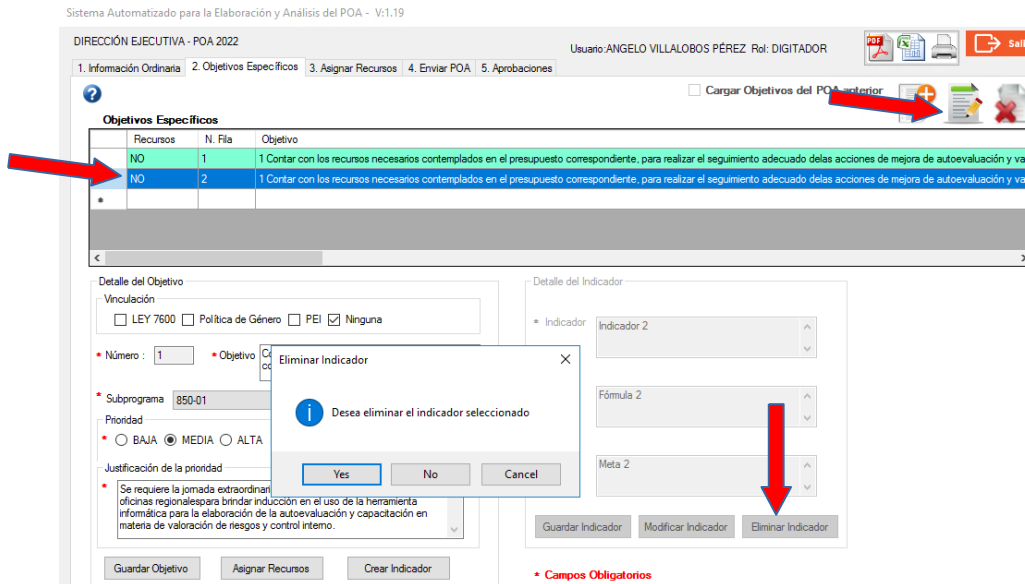 Sistema Automatizado para la Elaboración y Análisis del POA - V:1.19
DIRECCIÓN EJECUTIVA - POA 2022
Usuario:ANGELO VILLALOBOS PÉREZ Rol: DIGITADOR
PDF
Sali
1. Información Ordinaria 2. Objetivos Específicos 3. Asignar Recursos 4. Enviar POA 5. Aprobaciones
Cargar Objetivos del POA anterior
Objetivos Específicos
Recursos N. Fila Objetivo
NO 1 1 Contar con los recursos necesarios contemplados en el presupuesto correspondiente, para realizar el seguimiento adecuado delas acciones de mejora de autoevaluación y va
NO 2 1 Contar con los recursos necesarios contemplados en el presupuesto correspondiente, para realizar el seguimiento adecuado delas acciones de mejora de autoevaluación y va
Detalle del Objetivo
Vinculación
LEY 7600 Política de Género PEI Ninguna
* Número : 1 * Objetivo Co
co
* Subprograma 850-01
Prioridad
* BAJA MEDIA ALTA
Justificación de la prioridad
* Se requiere la jornada extraordinari
oficinas regionalespara brindar inducción en el uso de la herramienta
informática para la elaboración de la autoevaluación y capacitación en
materia de valoración de riesgos y control interno.
Guardar Objetivo Asignar Recursos Crear Indicador
Eliminar Indicador
Desea eliminar el indicador seleccionado
Yes No Cancel
Detalle del Indicador
* Indicador Indicador 2
Fórmula 2
Meta 2
Guardar Indicador Modificar Indicador Eliminar Indicador
* Campos Obligatorios